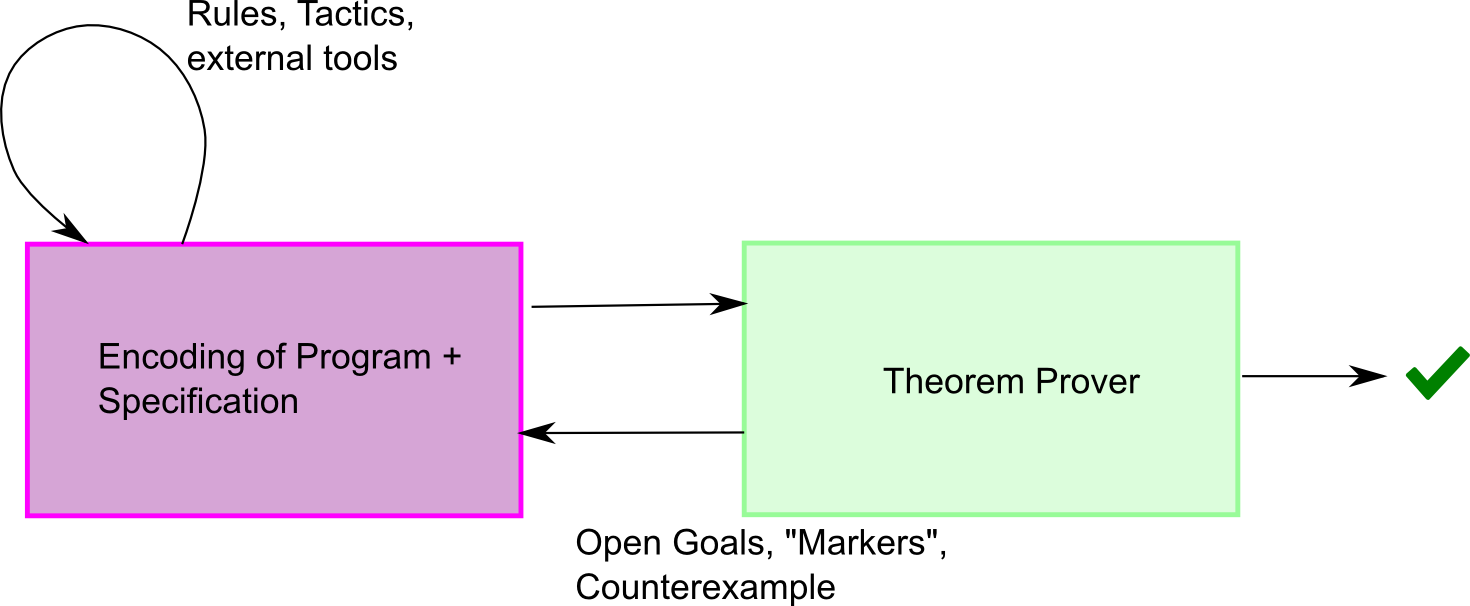 Rules, Tactics,
external tools
Encoding of Program +
Specification
Theorem Prover
Open Goals, "Markers",
Counterexample